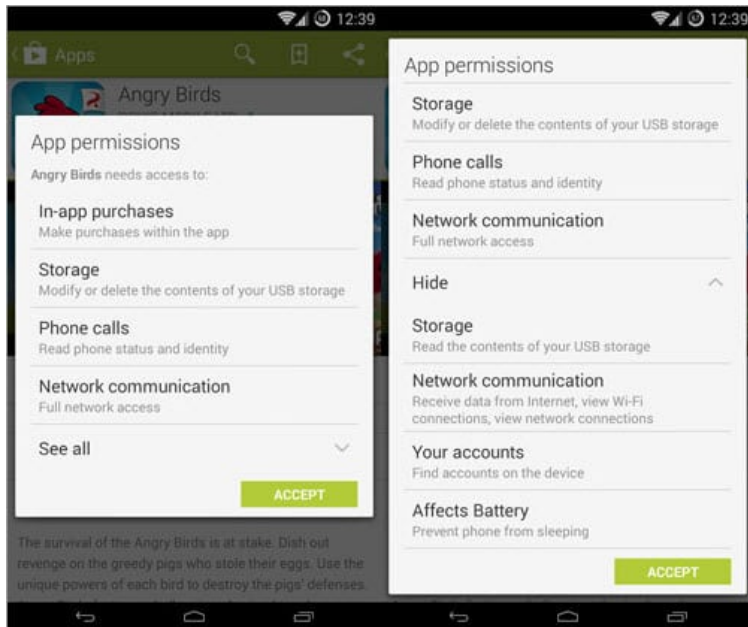 12:39
Apps
Angry Birds
App permissions
Angry Birds needs access to:
In-app purchases
Make purchases within the app
Storage
Modify or delete the contents of your USB storage
Phone calls
Read phone status and identity
Network communication
Full network access
See all
ACCEPT
The survival of the Angry Birds is at stake. Dish out
revenge on the greedy pigs who stole their eggs. Use the
unique powers of each bird to destroy the pigs' defenses.
12:39
App permissions
Storage
Modify or delete the contents of your USB storage
Phone calls
Read phone status and identity
Network communication
Full network access
Hide
Storage
Read the contents of your USB storage
Network communication
Receive data from Internet, view Wi-Fi
connections, view network connections
Your accounts
Find accounts on the device
Affects Battery
Prevent phone from sleeping
ACCEPT